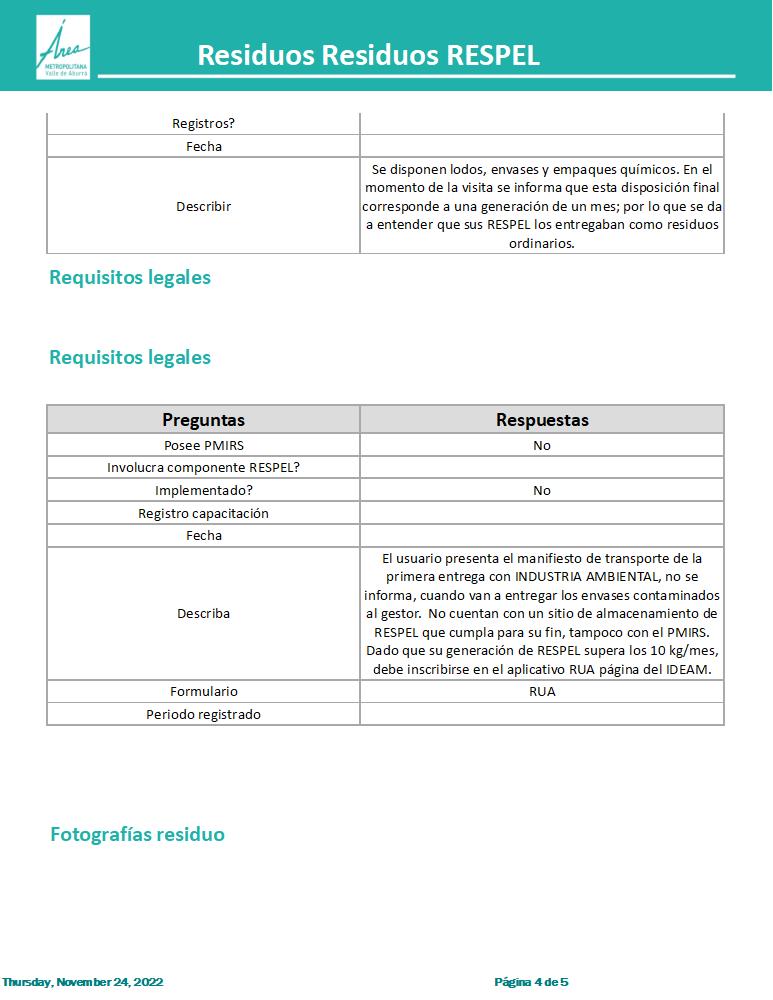 Área
METROPOLITANA
Valle de Aburrá
Residuos Residuos RESPEL
Registros?
Fecha
Describir
Se disponen lodos, envases y empaques químicos. En el
momento de la visita se informa que esta disposición final
corresponde a una generación de un mes; por lo que se da
a entender que sus RESPEL los entregaban como residuos
ordinarios.
Requisitos legales
Requisitos legales
Preguntas Respuestas
Posee PMIRS No
Involucra componente RESPEL?
Implementado? No
Registro capacitación
Fecha
Describa
El usuario presenta el manifiesto de transporte de la
primera entrega con INDUSTRIA AMBIENTAL, no se
informa, cuando van a entregar los envases contaminados
al gestor.  No cuentan con un sitio de almacenamiento de
RESPEL que cumpla para su fin, tampoco con el PMIRS.
Dado que su generación de RESPEL supera los 10 kg/mes,
debe inscribirse en el aplicativo RUA página del IDEAM.
Formulario RUA
Periodo registrado
Fotografías residuo
Thursday, November 24, 2022 Página 4 de 5